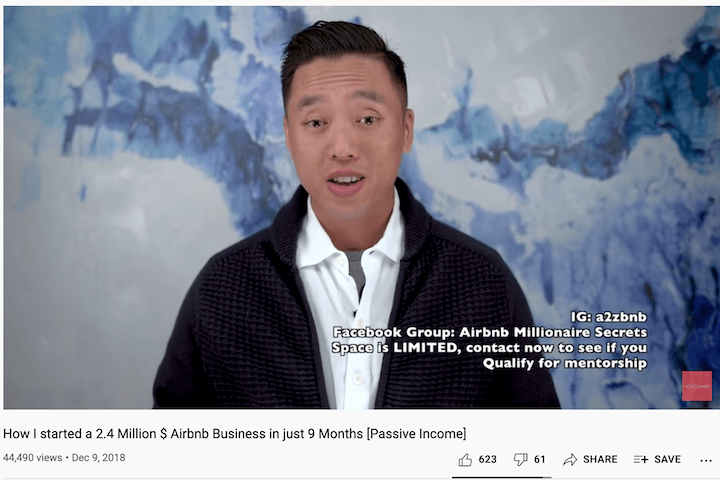 IG: a2zbnb
Facebook Group: Airbnb Millionaire Secrets
Space is LIMITED, contact now to see if you
Qualify for mentorship
How I started a 2.4 Million $ Airbnb Business in just 9 Months [Passive Income]
44,490 views • Dec 9, 2018
623
61
SHARE
SAVE